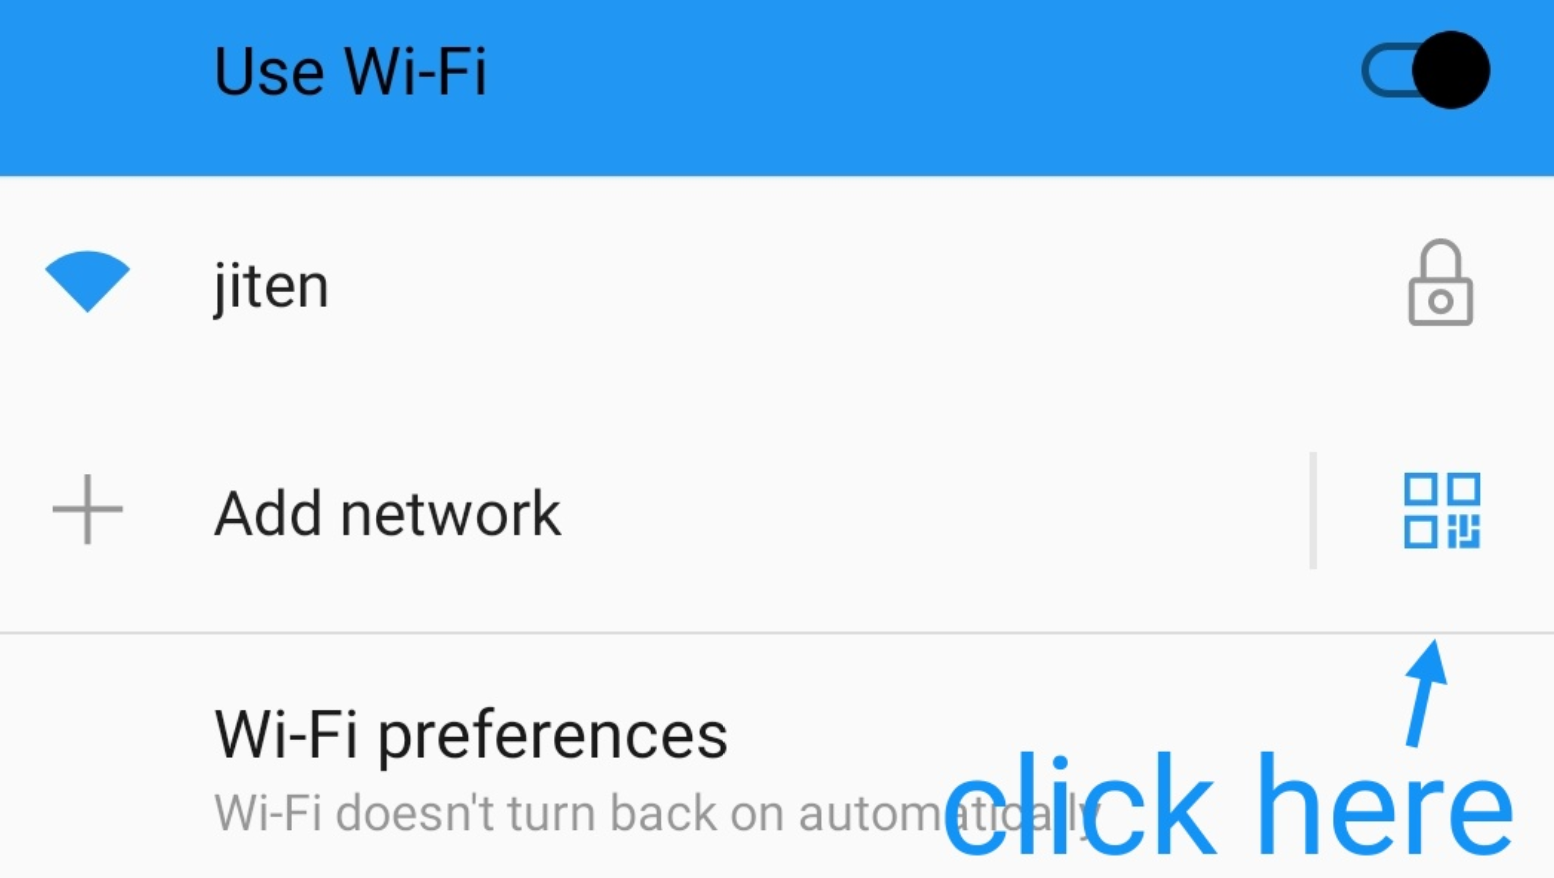 Use Wi-Fi
jiten
Add network
Wi-Fi preferences
Wi-Fi doesn't turn back on automatically
click here